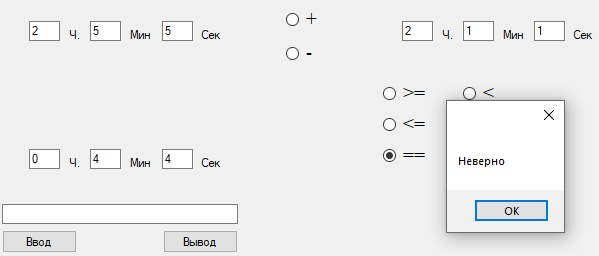 2 Ч. 5 Мин 5 Сек + 2 Ч. 1 Мин 1 Сек
-
>= <
<=
==
Неверно
0 Ч. 4 Мин 4 Сек
OK
Ввод Вывод